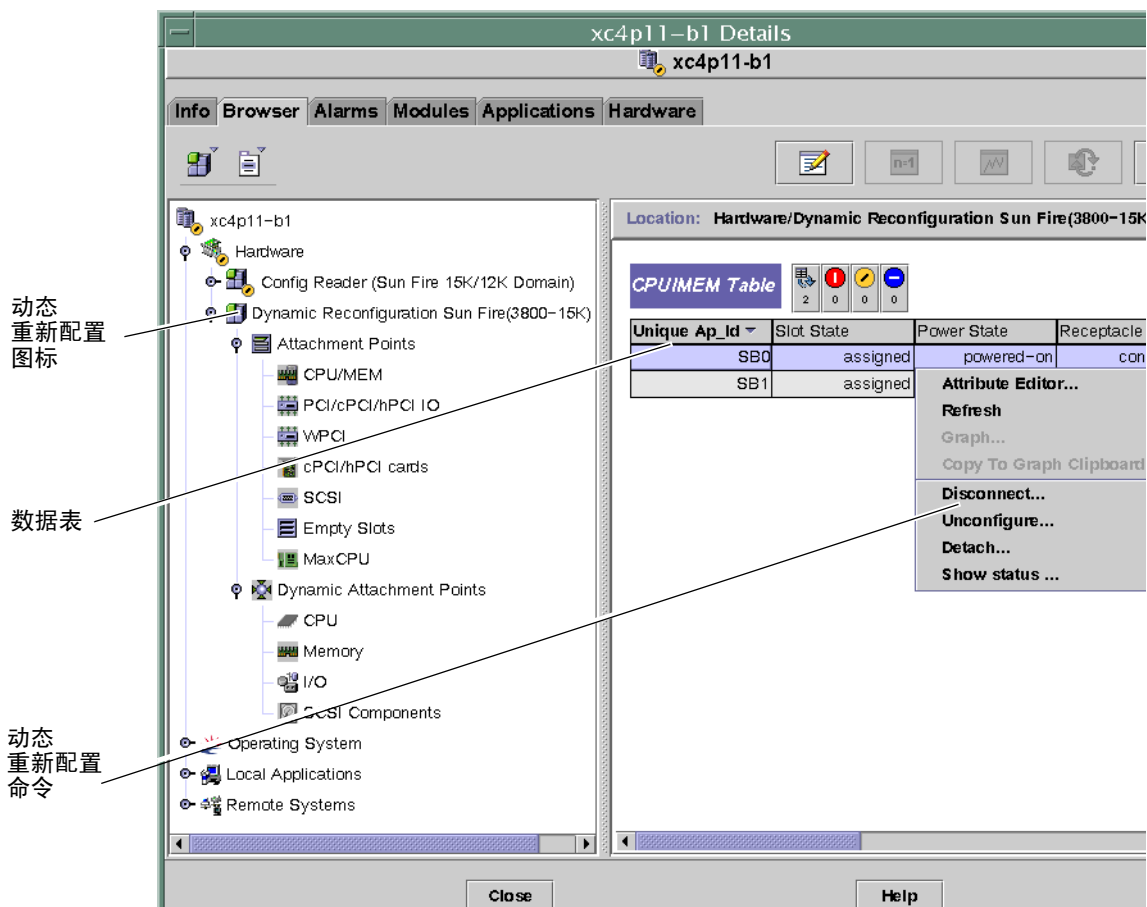 xc4p11-b1 Details
xc4p11-b1
Info Browser Alarms Modules Applications Hardware
n=1
xc4p11-b1
Hardware
Config Reader (Sun Fire 15K/12K Domain)
Dynamic Reconfiguration Sun Fire(3800-15K)
Attachment Points
CPU/MEM
PCI/cPCI/hPCI IO
WPCI
cPCI/hPCI cards
SCSI
Empty Slots
MaxCPU
Dynamic Attachment Points
CPU
Memory
I/O
SCSI Components
Operating System
Local Applications
Remote Systems
Location: Hardware/Dynamic Reconfiguration Sun Fire(3800-15K
CPU/MEM Table
2 0 0 0
Unique Ap_Id Slot State Power State Receptacle
SB0 assigned powered-on con
SB1 assigned
Attribute Editor...
Refresh
Graph...
Copy To Graph Clipboard
Disconnect...
Unconfigure...
Detach...
Show status ...
Close Help
动态
重新配置
图标
数据表
动态
重新配置
命令